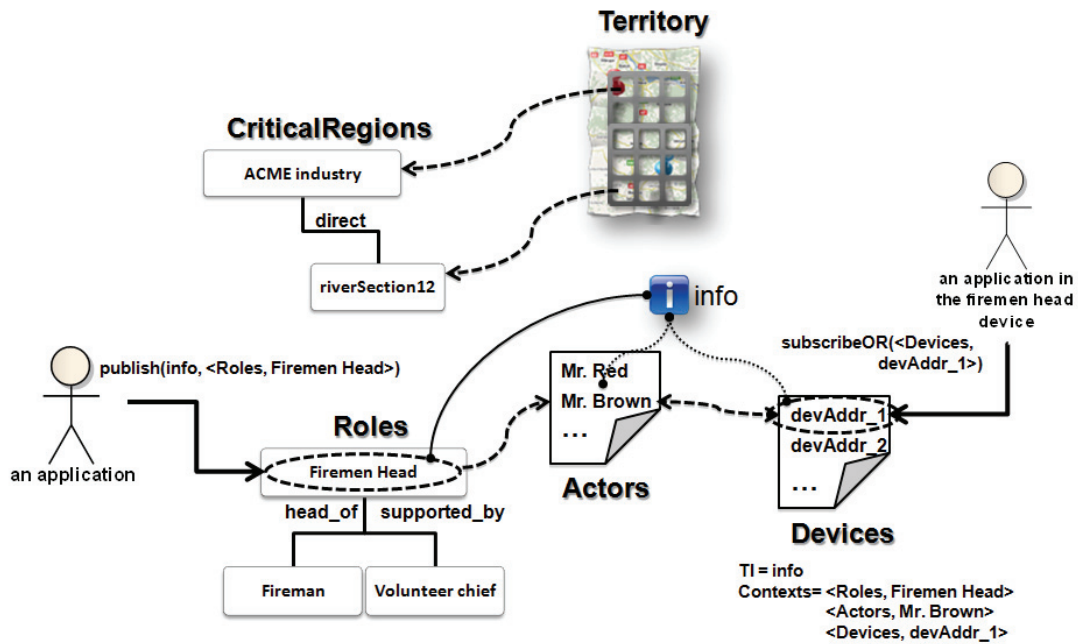 Territory
CriticalRegions
ACME industry
direct
riverSection12
an application in
the firemen head
device
i info
subscribeOR(<Devices,
devAddr_1>)
publish(info, <Roles, Firemen Head>)
Mr. Red
Mr. Brown
...
devAddr_1
devAddr_2
...
Roles
an application
Firemen Head
Actors
head_of
supported_by
Devices
Fireman
Volunteer chief
TI = info
Contexts= <Roles, Firemen Head>
<Actors, Mr. Brown>
<Devices, devAddr_1>